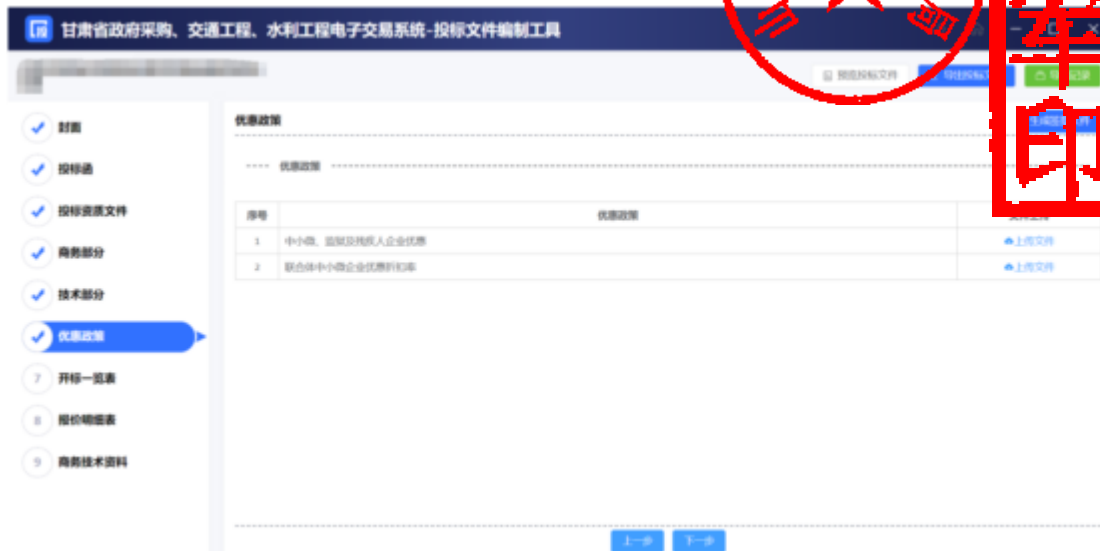 甘肃省政府采购、交通工程、水利工程电子交易系统-投标文件编制工具
预览投标文件
封面
优惠政策
优惠政策
投标函
投标资质文件
序号 优惠政策
1 中小微、监狱及残疾人企业优惠 上传文件
2 联合体中小微企业优惠折扣率 上传文件
商务部分
技术部分
优惠政策
7 开标一览表
8 报价明细表
9 商务技术资料
上一步 下一步
印